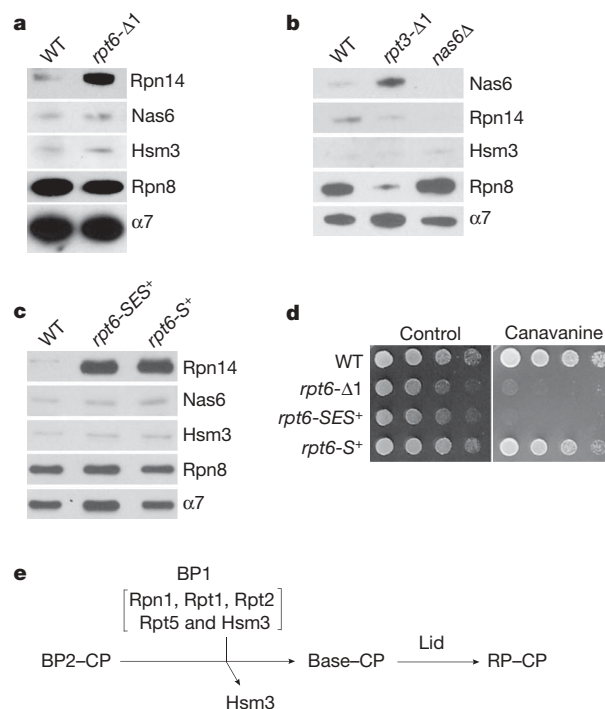 a
WT
rpt6-Δ1
Rpn14
Nas6
Hsm3
Rpn8
α7
b
WT
rpt3-Δ1
nas6Δ
Nas6
Rpn14
Hsm3
Rpn8
α7
c
WT
rpt6-SES⁺
rpt6-S⁺
Rpn14
Nas6
Hsm3
Rpn8
α7
d
Control
Canavanine
WT
rpt6-Δ1
rpt6-SES⁺
rpt6-S⁺
e
BP1
[Rpn1, Rpt1, Rpt2
Rpt5 and Hsm3]
BP2–CP
Base–CP
Lid
RP–CP
Hsm3